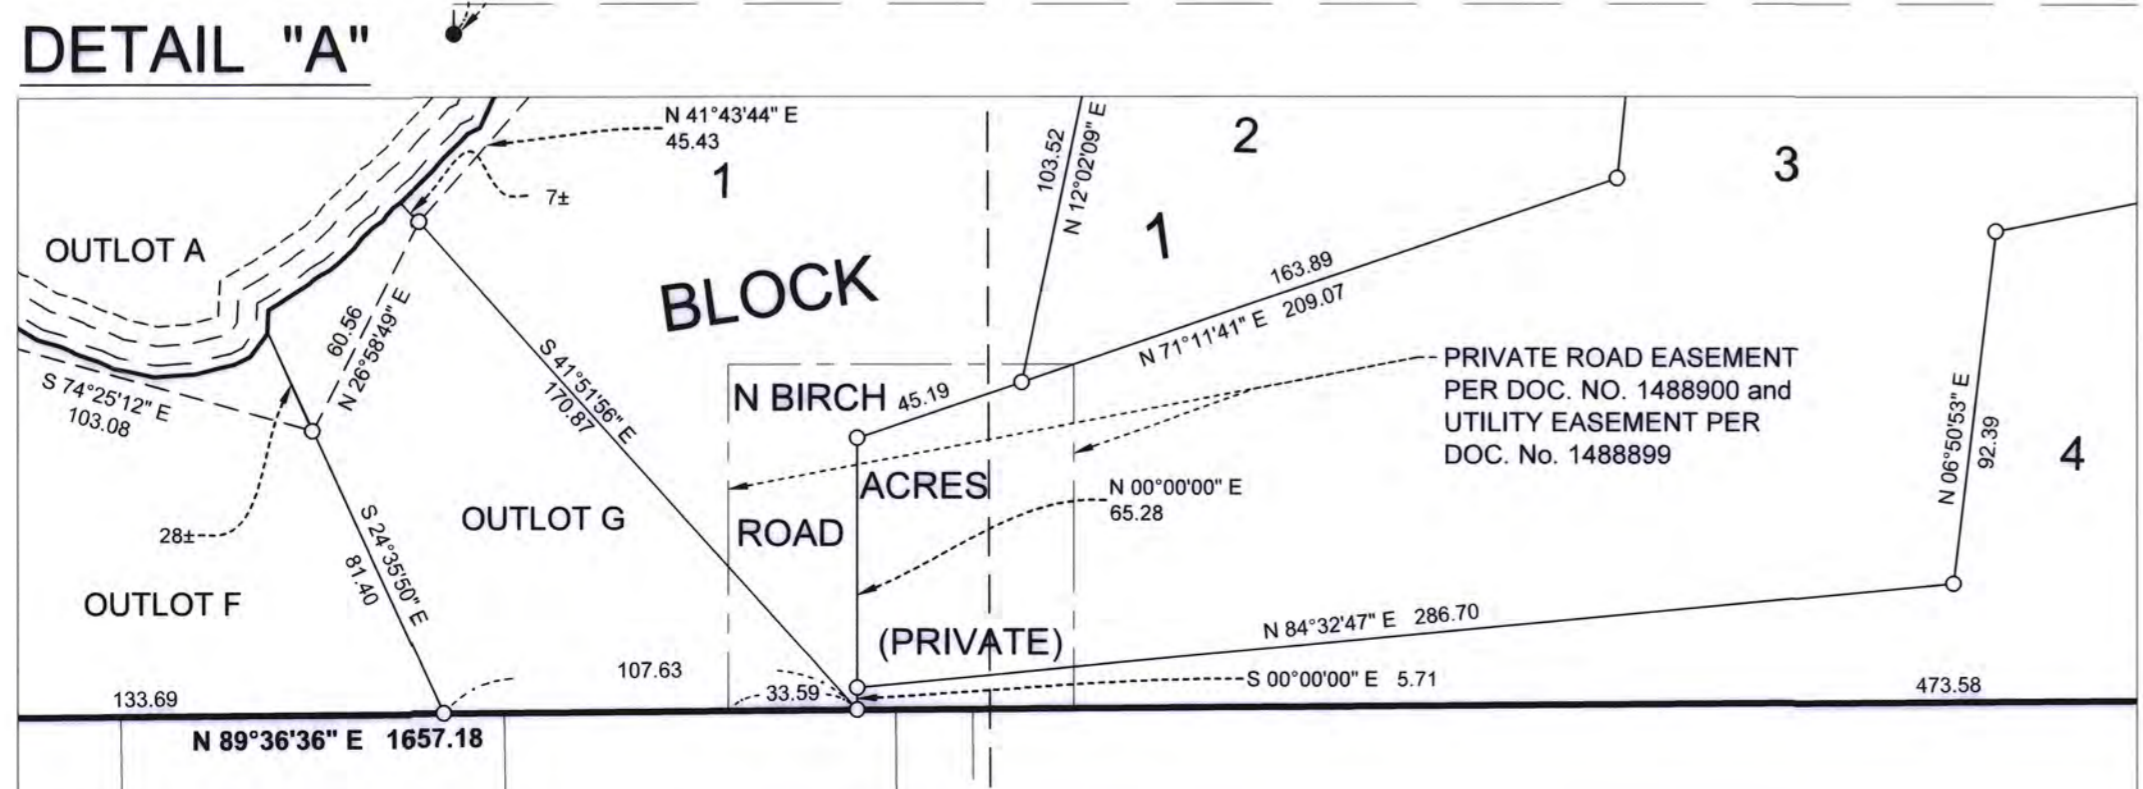 DETAIL "A"
N 41°43'44" E
45.43
7±
1
2
3
4
103.52
N 12°02'09" E
OUTLOT A
BLOCK
1
163.89
N 71°11'41" E 209.07
60.56
N 26°58'49" E
S 74°25'12" E
103.08
S 41°51'56" E
170.87
N BIRCH
45.19
ACRES
ROAD
(PRIVATE)
PRIVATE ROAD EASEMENT
PER DOC. NO. 1488900 and
UTILITY EASEMENT PER
DOC. No. 1488899
N 06°50'53" E
92.39
N 00°00'00" E
65.28
28±
S 24°35'50" E
81.40
OUTLOT G
OUTLOT F
N 84°32'47" E 286.70
S 00°00'00" E 5.71
133.69
107.63
33.59
473.58
N 89°36'36" E 1657.18